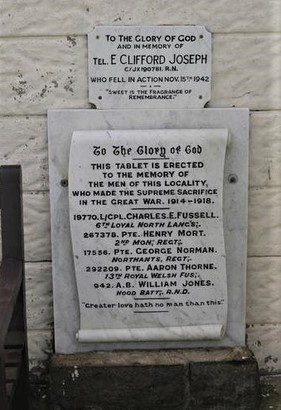 To The Glory of God
AND IN MEMORY OF
TEL. E CLIFFORD JOSEPH
C/JX190781. R.N.
WHO FELL IN ACTION NOV. 15TH 1942
"SWEET IS THE FRAGRANCE OF
REMEMBRANCE."
To The Glory of God
THIS TABLET IS ERECTED
TO THE MEMORY OF
THE MEN OF THIS LOCALITY,
WHO MADE THE SUPREME SACRIFICE
IN THE GREAT WAR. 1914-1918.
19770. L/CPL. CHARLES. E. FUSSELL.
6TH LOYAL NORTH LANC'S;.
267378. PTE. HENRY MORT.
2ND MON; RECT;.
17556. PTE. GEORGE NORMAN.
NORTHANTS, RECT;.
292209. PTE. AARON THORNE.
13TH ROYAL WELSH FUS;.
942. A.B. WILLIAM JONES.
HOOD BATT;. R.N.D.
"Greater love hath no man than this"